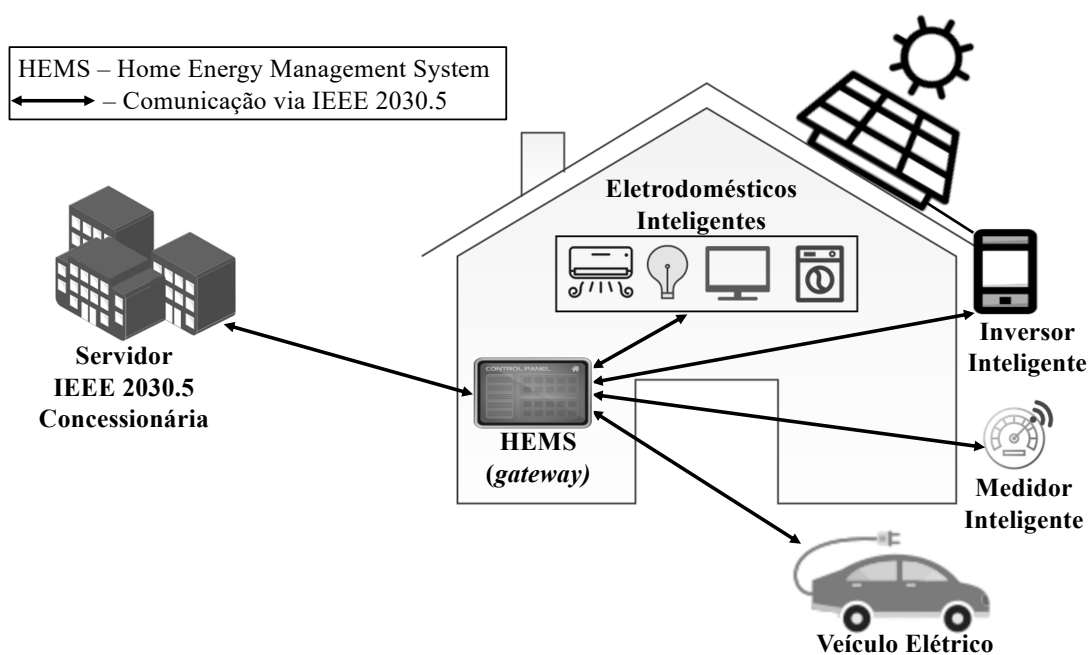 HEMS – Home Energy Management System
– Comunicação via IEEE 2030.5
Eletrodomésticos
Inteligentes
Servidor
IEEE 2030.5
Concessionária
CONTROL PANEL
HEMS
(gateway)
Inversor
Inteligente
Medidor
Inteligente
Veículo Elétrico